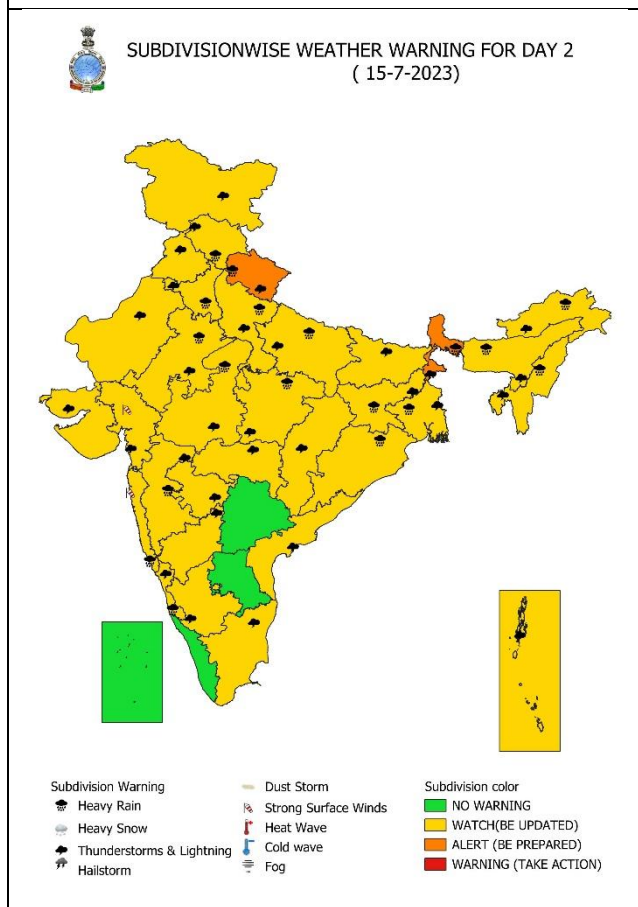 SUBDIVISIONWISE WEATHER WARNING FOR DAY 2
( 15-7-2023)
Subdivision Warning
Heavy Rain
Heavy Snow
Thunderstorms & Lightning
Hailstorm
Dust Storm
Strong Surface Winds
Heat Wave
Cold wave
Fog
Subdivision color
NO WARNING
WATCH(BE UPDATED)
ALERT (BE PREPARED)
WARNING (TAKE ACTION)